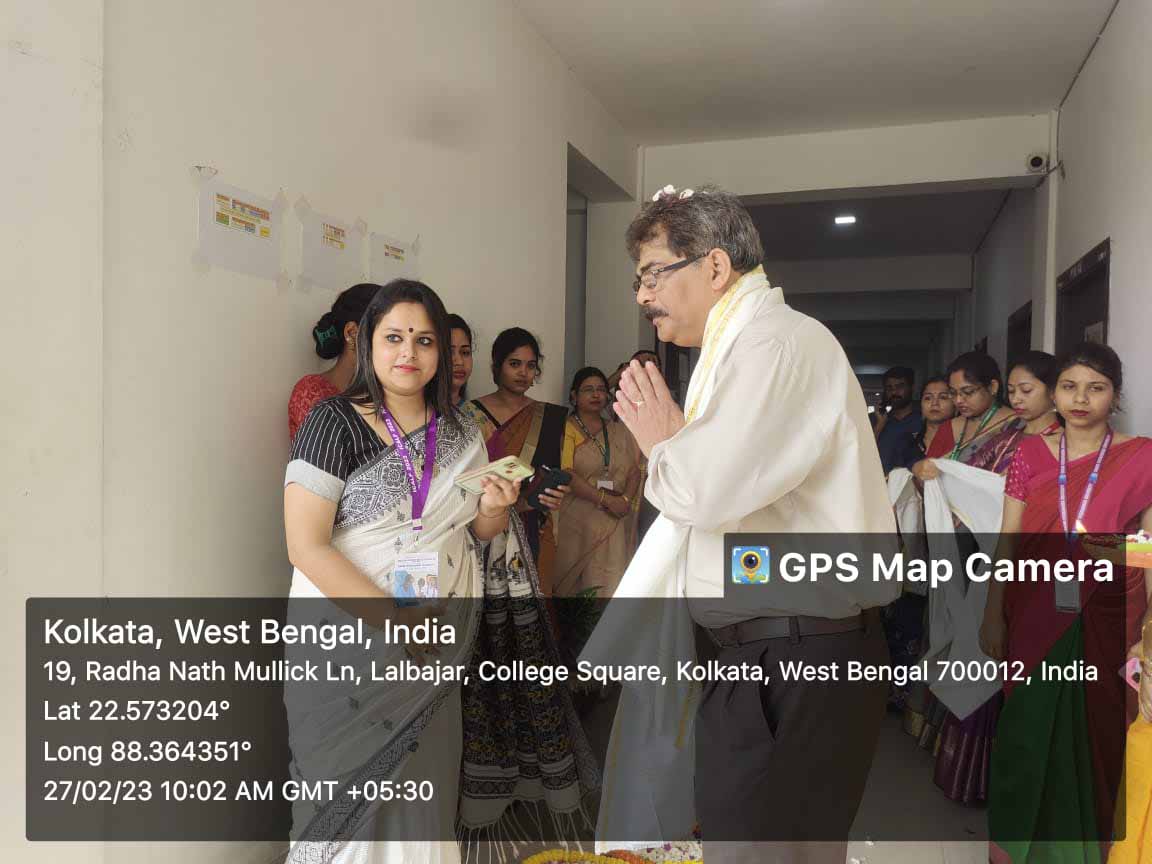 GPS Map Camera
Kolkata, West Bengal, India
19, Radha Nath Mullick Ln, Lalbajar, College Square, Kolkata, West Bengal 700012, India
Lat 22.573204°
Long 88.364351°
27/02/23 10:02 AM GMT +05:30